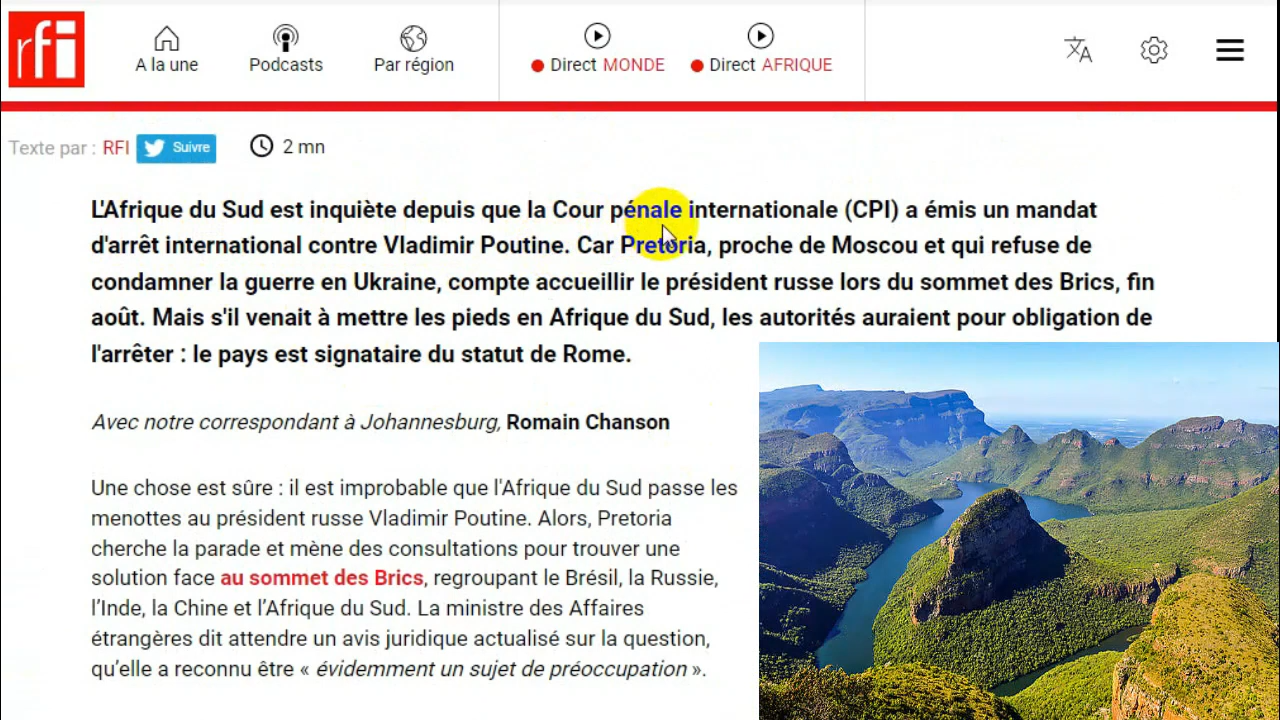 rfi
A la une
Podcasts
Par région
Direct MONDE
Direct AFRIQUE
Texte par : RFI
Suivre
2 mn
L'Afrique du Sud est inquiète depuis que la Cour pénale internationale (CPI) a émis un mandat
d'arrêt international contre Vladimir Poutine. Car Pretoria, proche de Moscou et qui refuse de
condamner la guerre en Ukraine, compte accueillir le président russe lors du sommet des Brics, fin
août. Mais s'il venait à mettre les pieds en Afrique du Sud, les autorités auraient pour obligation de
l'arrêter : le pays est signataire du statut de Rome.
Avec notre correspondant à Johannesburg, Romain Chanson
Une chose est sûre : il est improbable que l'Afrique du Sud passe les
menottes au président russe Vladimir Poutine. Alors, Pretoria
cherche la parade et mène des consultations pour trouver une
solution face au sommet des Brics, regroupant le Brésil, la Russie,
l’Inde, la Chine et l’Afrique du Sud. La ministre des Affaires
étrangères dit attendre un avis juridique actualisé sur la question,
qu’elle a reconnu être « évidemment un sujet de préoccupation ».